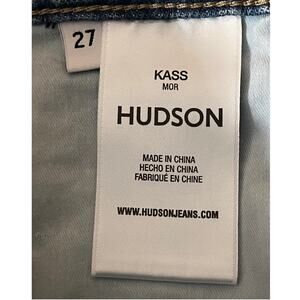 27
KASS
MOR
HUDSON
MADE IN CHINA
HECHO EN CHINA
FABRIQUÉ EN CHINE
WWW.HUDSONJEANS.COM